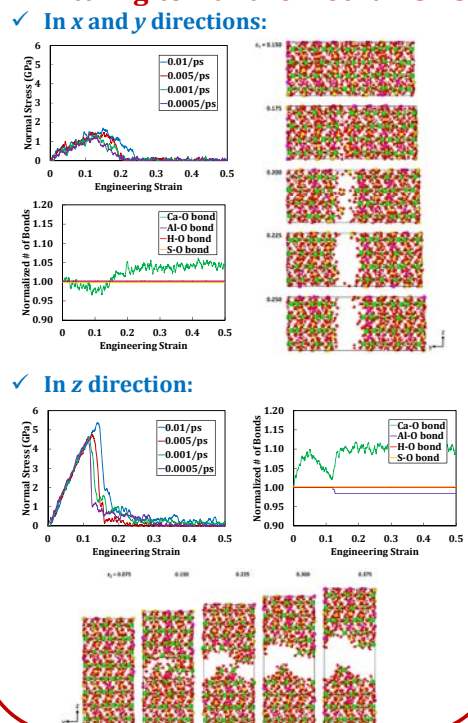 ✓ In x and y directions:
Normal Stress (GPa)
6
5
4
3
2
1
0
0.01/ps
0.005/ps
0.001/ps
0.0005/ps
0 0.1 0.2 0.3 0.4 0.5
Engineering Strain
Normalized # of Bonds
1.20
1.15
1.10
1.05
1.00
0.95
0.90
Ca-O bond
Al-O bond
H-O bond
S-O bond
0 0.1 0.2 0.3 0.4 0.5
Engineering Strain
0.150
0.175
0.200
0.225
0.250
✓ In z direction:
Normal Stress (GPa)
6
5
4
3
2
1
0
0.01/ps
0.005/ps
0.001/ps
0.0005/ps
0 0.1 0.2 0.3 0.4 0.5
Engineering Strain
Normalized # of Bonds
1.20
1.15
1.10
1.05
1.00
0.95
0.90
Ca-O bond
Al-O bond
H-O bond
S-O bond
0 0.1 0.2 0.3 0.4 0.5
Engineering Strain
0.075 0.150 0.225 0.300 0.375